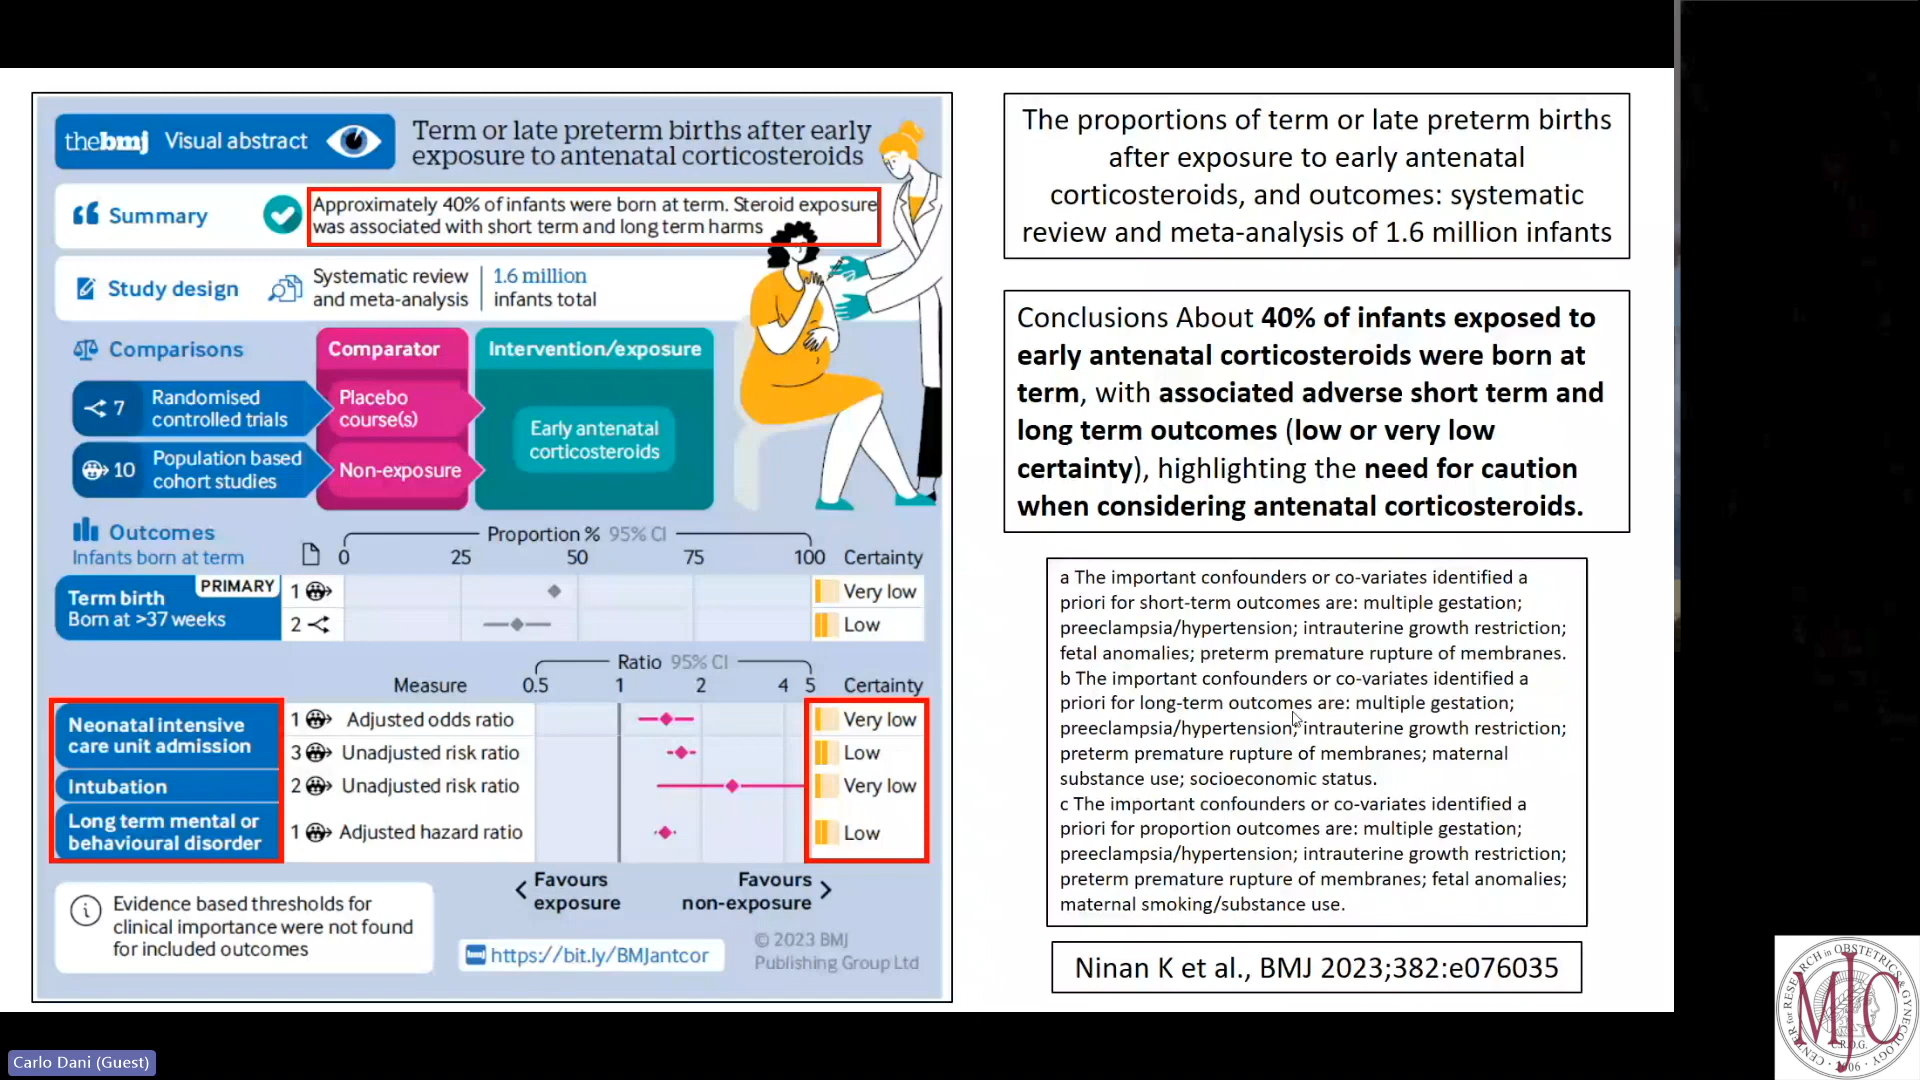 thebmj Visual abstract
Term or late preterm births after early
exposure to antenatal corticosteroids
Summary
Approximately 40% of infants were born at term. Steroid exposure
was associated with short term and long term harms
Study design
Systematic review
and meta-analysis
1.6 million
infants total
Comparisons
Comparator
Intervention/exposure
7
Randomised
controlled trials
Placebo
course(s)
10
Population based
cohort studies
Non-exposure
Early antenatal
corticosteroids
Outcomes
Infants born at term
Proportion % 95% CI
0 25 50 75 100 Certainty
PRIMARY
Term birth
Born at >37 weeks
1 Very low
2 Low
Ratio 95% CI
Measure 0.5 1 2 4 5 Certainty
Neonatal intensive
care unit admission
1 Adjusted odds ratio Very low
3 Unadjusted risk ratio Low
Intubation
2 Unadjusted risk ratio Very low
Long term mental or
behavioural disorder
1 Adjusted hazard ratio Low
Favours
exposure
Favours
non-exposure
Evidence based thresholds for
clinical importance were not found
for included outcomes
https://bit.ly/BMJantcor
© 2023 BMJ
Publishing Group Ltd
The proportions of term or late preterm births
after exposure to early antenatal
corticosteroids, and outcomes: systematic
review and meta-analysis of 1.6 million infants
Conclusions About 40% of infants exposed to
early antenatal corticosteroids were born at
term, with associated adverse short term and
long term outcomes (low or very low
certainty), highlighting the need for caution
when considering antenatal corticosteroids.
a The important confounders or co-variates identified a
priori for short-term outcomes are: multiple gestation;
preeclampsia/hypertension; intrauterine growth restriction;
fetal anomalies; preterm premature rupture of membranes.
b The important confounders or co-variates identified a
priori for long-term outcomes are: multiple gestation;
preeclampsia/hypertension; intrauterine growth restriction;
preterm premature rupture of membranes; maternal
substance use; socioeconomic status.
c The important confounders or co-variates identified a
priori for proportion outcomes are: multiple gestation;
preeclampsia/hypertension; intrauterine growth restriction;
preterm premature rupture of membranes; fetal anomalies;
maternal smoking/substance use.
Ninan K et al., BMJ 2023;382:e076035
Carlo Dani (Guest)
CENTER for RESEARCH in OBSTETRICS & GYNECOLOGY
MJC
C.R.O.G.
2006